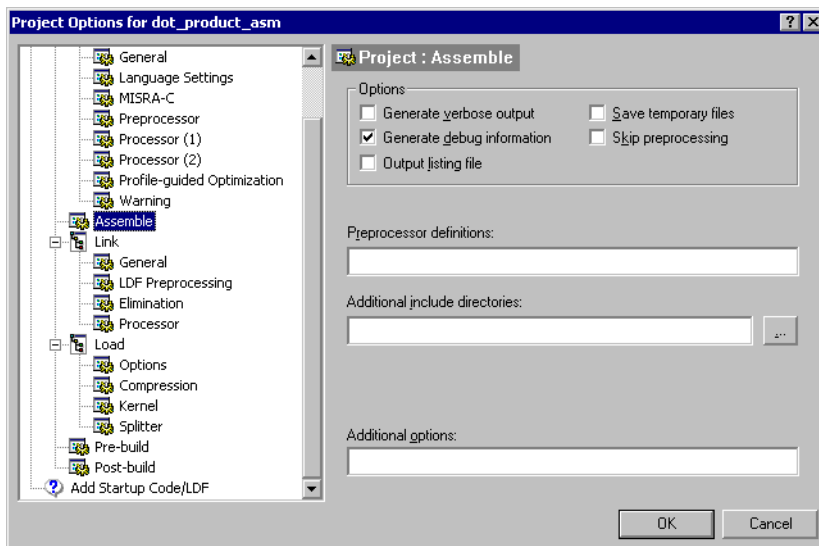 Project Options for dot_product_asm
General
Language Settings
MISRA-C
Preprocessor
Processor (1)
Processor (2)
Profile-guided Optimization
Warning
Assemble
Link
General
LDF Preprocessing
Elimination
Processor
Load
Options
Compression
Kernel
Splitter
Pre-build
Post-build
Add Startup Code/LDF
Project : Assemble
Options
Generate verbose output
Save temporary files
Generate debug information
Skip preprocessing
Output listing file
Preprocessor definitions:
Additional include directories:
...
Additional options:
OK
Cancel